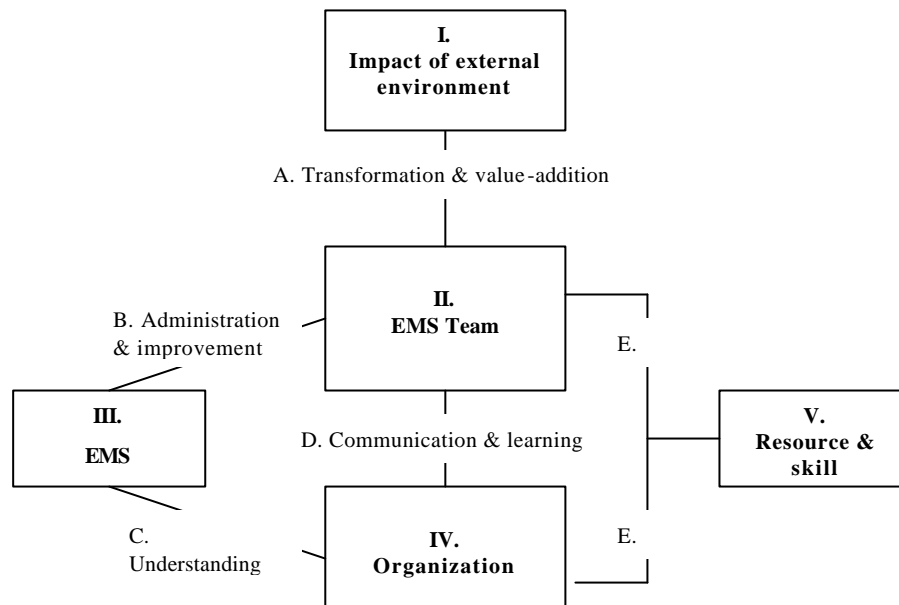 I.
Impact of external
environment
A. Transformation & value-addition
II.
EMS Team
B. Administration
& improvement
E.
III.
EMS
D. Communication & learning
V.
Resource &
skill
C.
Understanding
IV.
Organization
E.